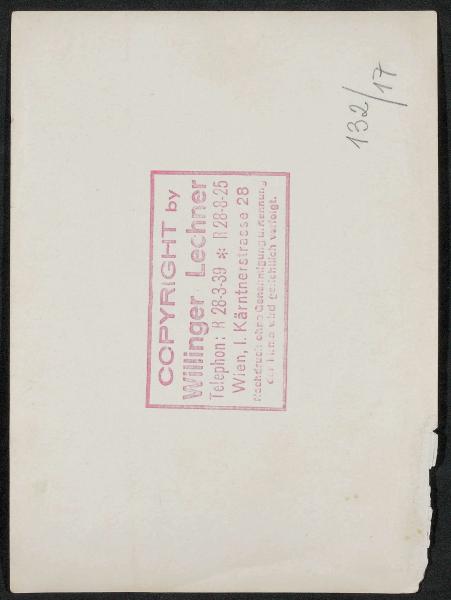 132/17
COPYRIGHT by
Willinger Lechner
Telephon: R 28-3-39 * R 28-8-25
Wien, I. Kärntnerstrasse 28
Nachdruck ohne Genehmigung u. Nennung
der Firma wird gerichtlich verfolgt.